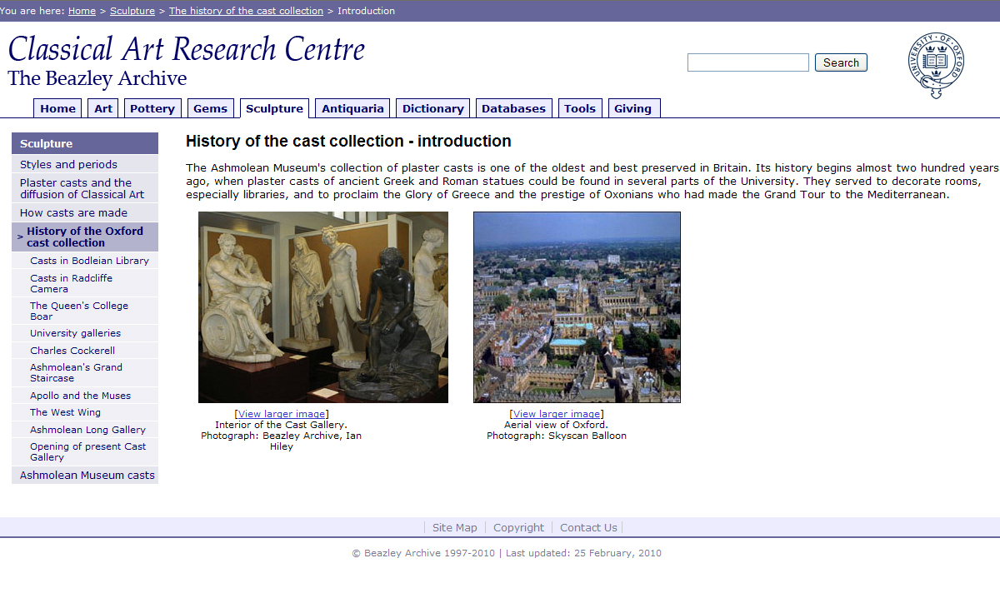 You are here: Home > Sculpture > The history of the cast collection > Introduction
Classical Art Research Centre
The Beazley Archive
Search
UNIVERSITY · OF · OXFORD
Home Art Pottery Gems Sculpture Antiquaria Dictionary Databases Tools Giving
Sculpture
Styles and periods
Plaster casts and the
diffusion of Classical Art
How casts are made
> History of the Oxford
cast collection
Casts in Bodleian Library
Casts in Radcliffe
Camera
The Queen's College
Boar
University galleries
Charles Cockerell
Ashmolean's Grand
Staircase
Apollo and the Muses
The West Wing
Ashmolean Long Gallery
Opening of present Cast
Gallery
Ashmolean Museum casts
History of the cast collection - introduction
The Ashmolean Museum's collection of plaster casts is one of the oldest and best preserved in Britain. Its history begins almost two hundred years
ago, when plaster casts of ancient Greek and Roman statues could be found in several parts of the University. They served to decorate rooms,
especially libraries, and to proclaim the Glory of Greece and the prestige of Oxonians who had made the Grand Tour to the Mediterranean.
[View larger image]
Interior of the Cast Gallery.
Photograph: Beazley Archive, Ian
Hiley
[View larger image]
Aerial view of Oxford.
Photograph: Skyscan Balloon
Site Map | Copyright | Contact Us |
© Beazley Archive 1997-2010 | Last updated: 25 February, 2010